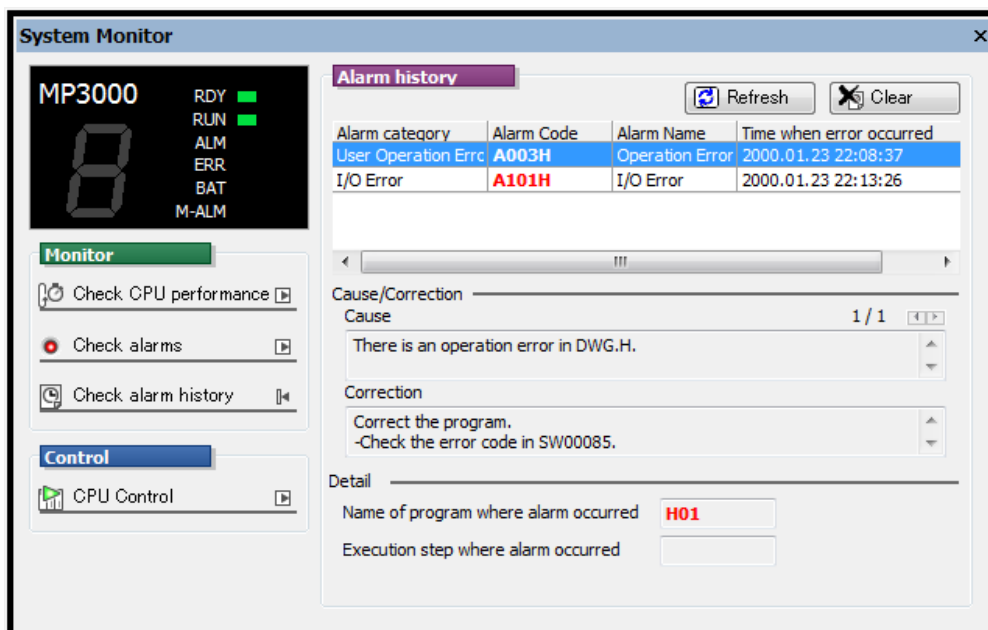 System Monitor
MP3000
RDY
RUN
ALM
ERR
BAT
M-ALM
Monitor
Check CPU performance
Check alarms
Check alarm history
Control
CPU Control
Alarm history
Refresh
Clear
Alarm category Alarm Code Alarm Name Time when error occurred
User Operation Errc A003H Operation Error 2000.01.23 22:08:37
I/O Error A101H I/O Error 2000.01.23 22:13:26
Cause/Correction
Cause 1 / 1
There is an operation error in DWG.H.
Correction
Correct the program.
-Check the error code in SW00085.
Detail
Name of program where alarm occurred H01
Execution step where alarm occurred